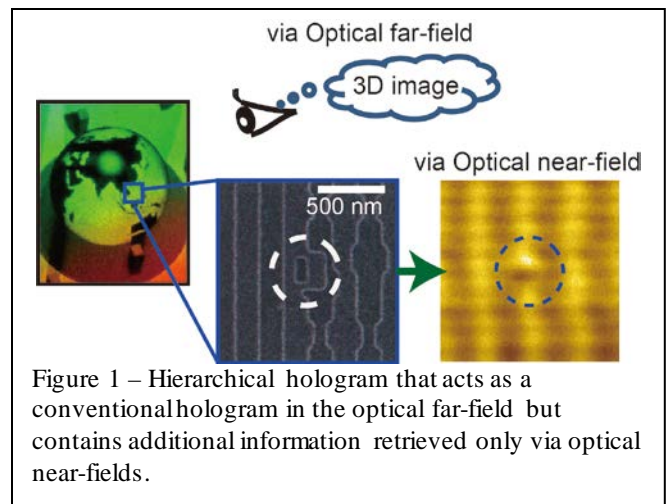 via Optical far-field
3D image
via Optical near-field
500 nm
Figure 1 – Hierarchical hologram that acts as a
conventional hologram in the optical far-field but
contains additional information retrieved only via optical
near-fields.